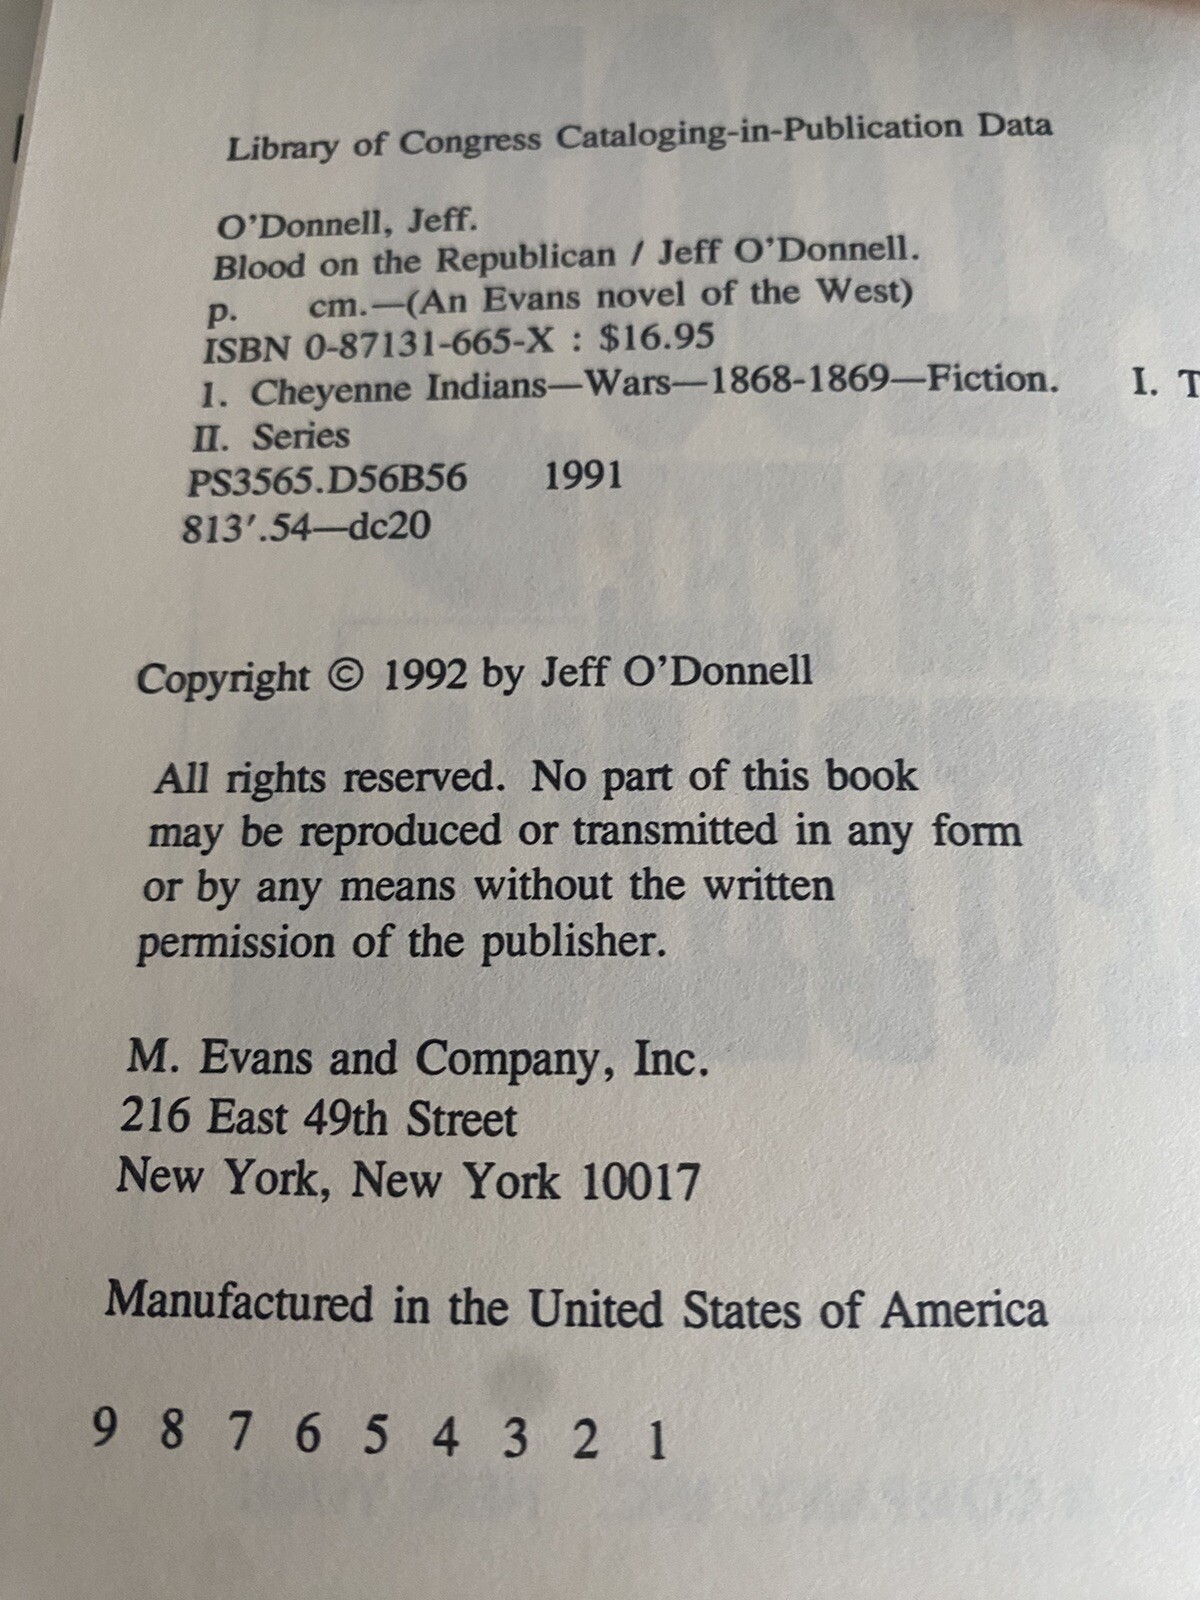 Library of Congress Cataloging-in-Publication Data
O'Donnell, Jeff.
Blood on the Republican / Jeff O'Donnell.
p. cm.—(An Evans novel of the West)
ISBN 0-87131-665-X : $16.95
1. Cheyenne Indians—Wars—1868-1869—Fiction. I. T
II. Series
PS3565.D56B56 1991
813'.54—dc20
Copyright © 1992 by Jeff O'Donnell
All rights reserved. No part of this book
may be reproduced or transmitted in any form
or by any means without the written
permission of the publisher.
M. Evans and Company, Inc.
216 East 49th Street
New York, New York 10017
Manufactured in the United States of America
9 8 7 6 5 4 3 2 1